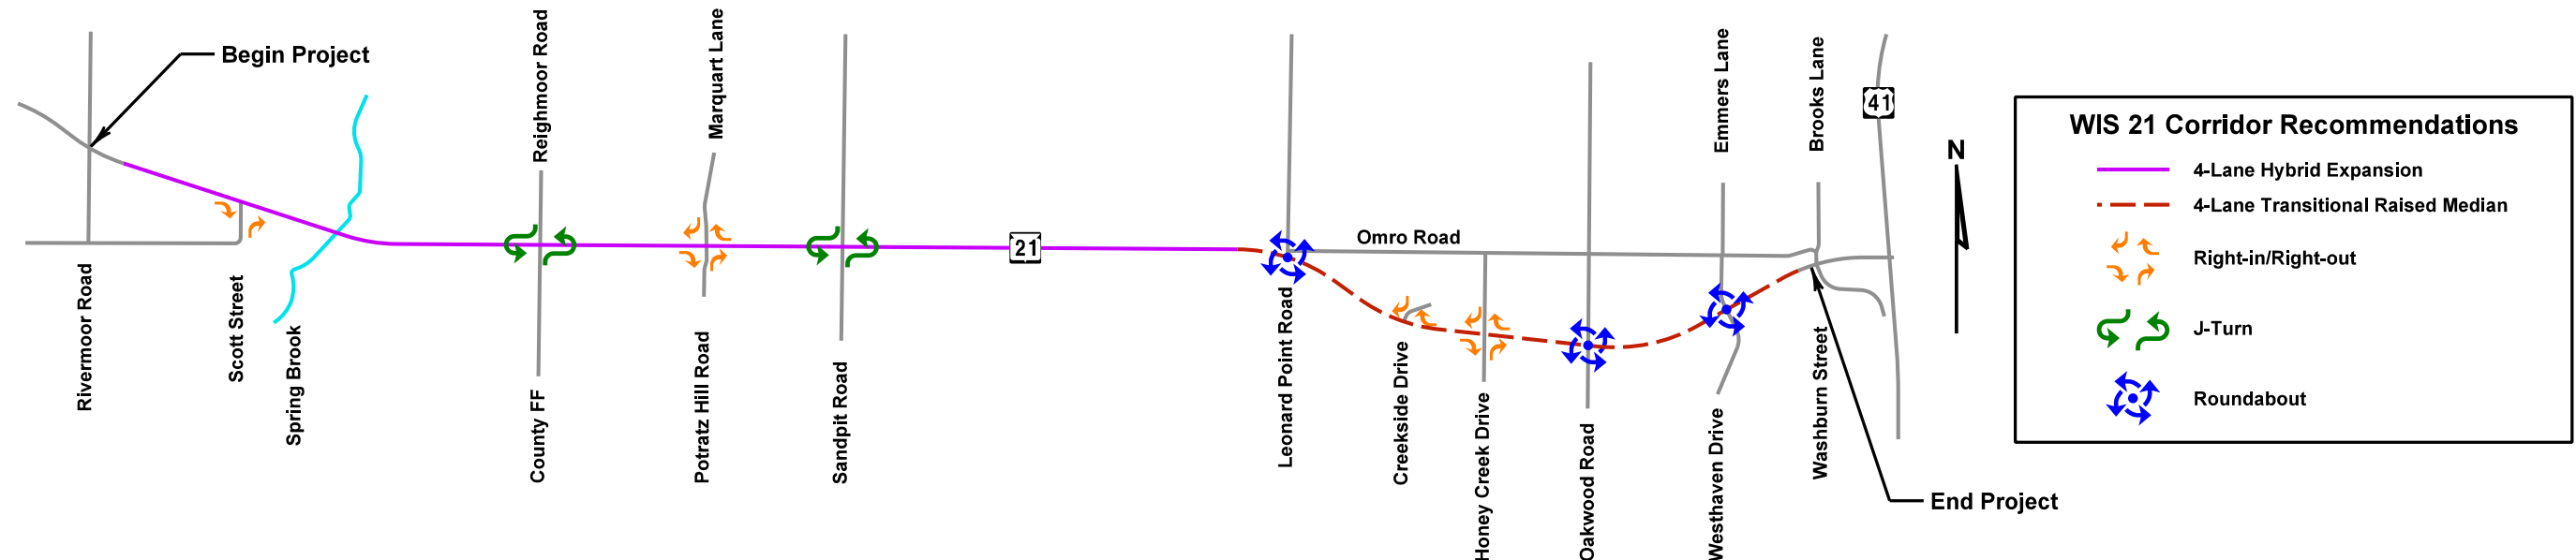 Begin Project
Rivermoor Road
Scott Street
Spring Brook
Reighmoor Road
County FF
Marquart Lane
Potratz Hill Road
Sandpit Road
21
Leonard Point Road
Omro Road
Creekside Drive
Honey Creek Drive
Oakwood Road
Emmers Lane
Westhaven Drive
Brooks Lane
Washburn Street
41
End Project
N
WIS 21 Corridor Recommendations
4-Lane Hybrid Expansion
4-Lane Transitional Raised Median
Right-in/Right-out
J-Turn
Roundabout